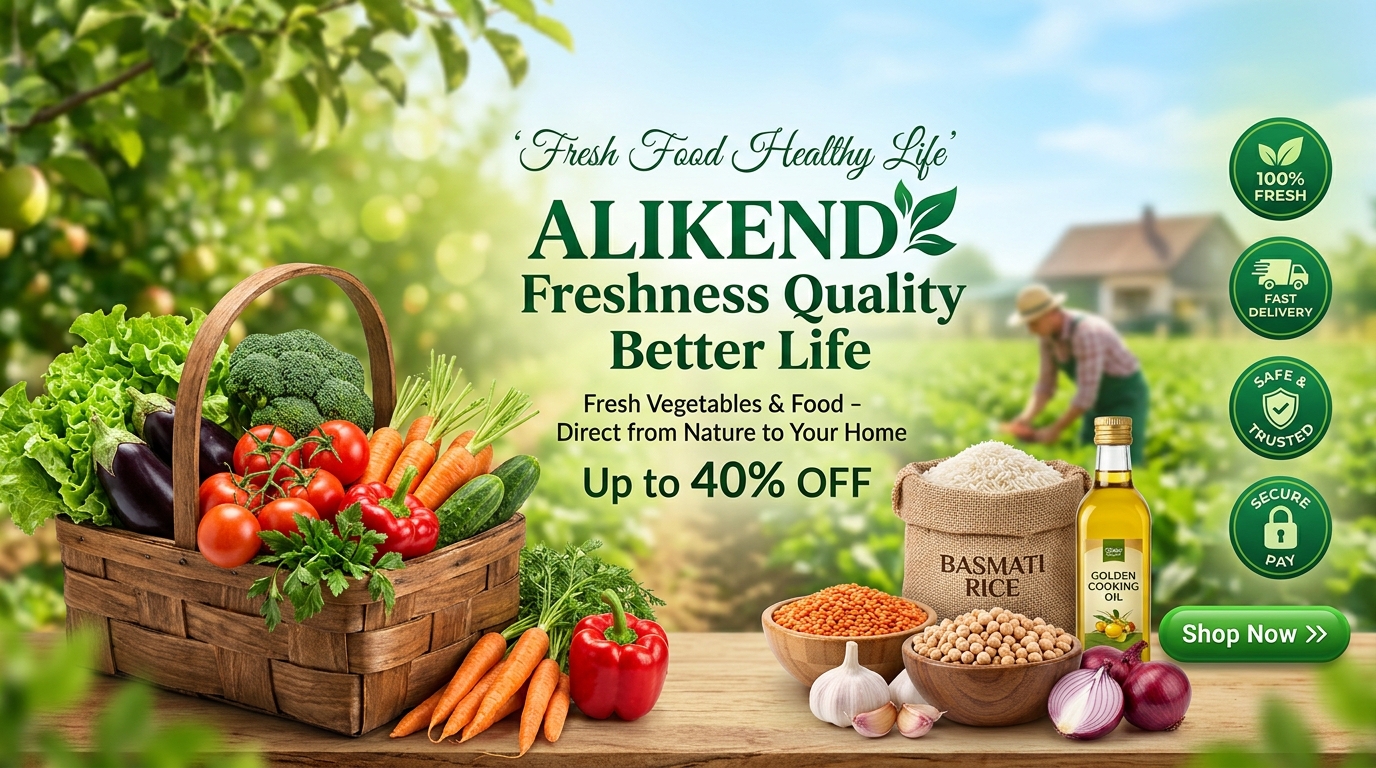 ‘Fresh Food Healthy Life’
ALIKEND
Freshness Quality
Better Life
Fresh Vegetables & Food –
Direct from Nature to Your Home
Up to 40% OFF
100%
FRESH
FAST
DELIVERY
SAFE &
TRUSTED
SECURE
PAY
BASMATI
RICE
GOLDEN
COOKING
OIL
Shop Now »